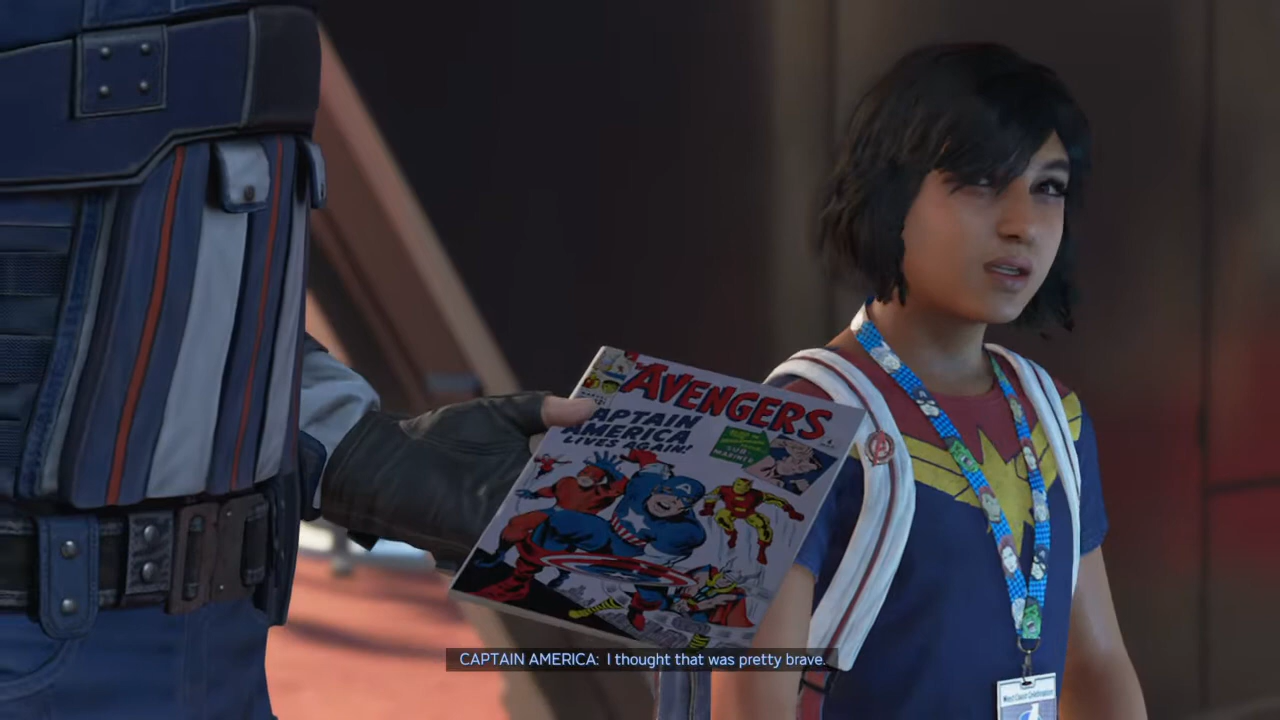 AVENGERS
CAPTAIN
AMERICA
LIVES AGAIN!
SUB-
MARINER
CAPTAIN AMERICA: I thought that was pretty brave.